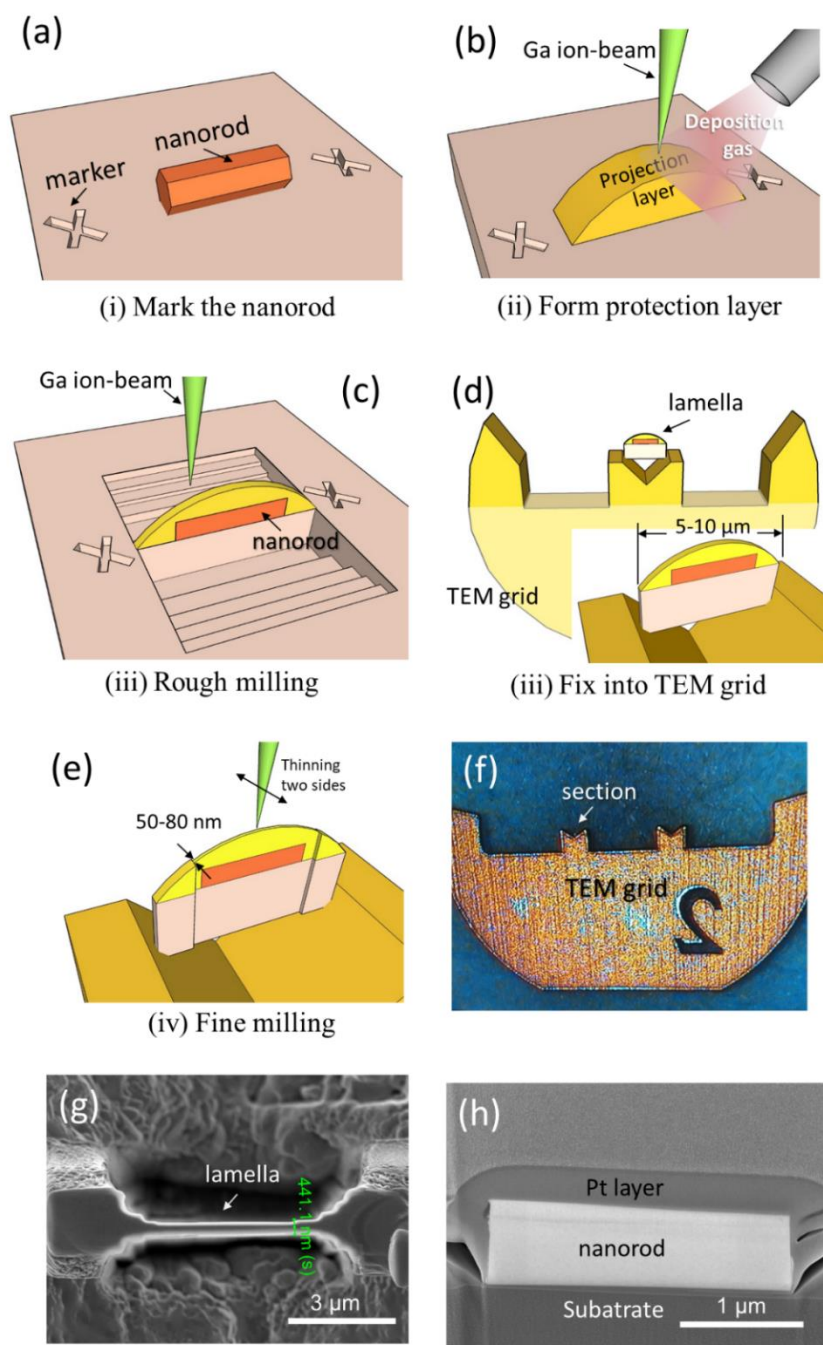 (a)
nanorod
marker
(i) Mark the nanorod
(b)
Ga ion-beam
Deposition
gas
Projection
layer
(ii) Form protection layer
(c)
Ga ion-beam
nanorod
(iii) Rough milling
(d)
lamella
5-10 μm
TEM grid
(iii) Fix into TEM grid
(e)
Thinning
two sides
50-80 nm
(iv) Fine milling
(f)
section
TEM grid
2
(g)
lamella
441.1 nm (s)
3 μm
(h)
Pt layer
nanorod
Subatrate
1 μm